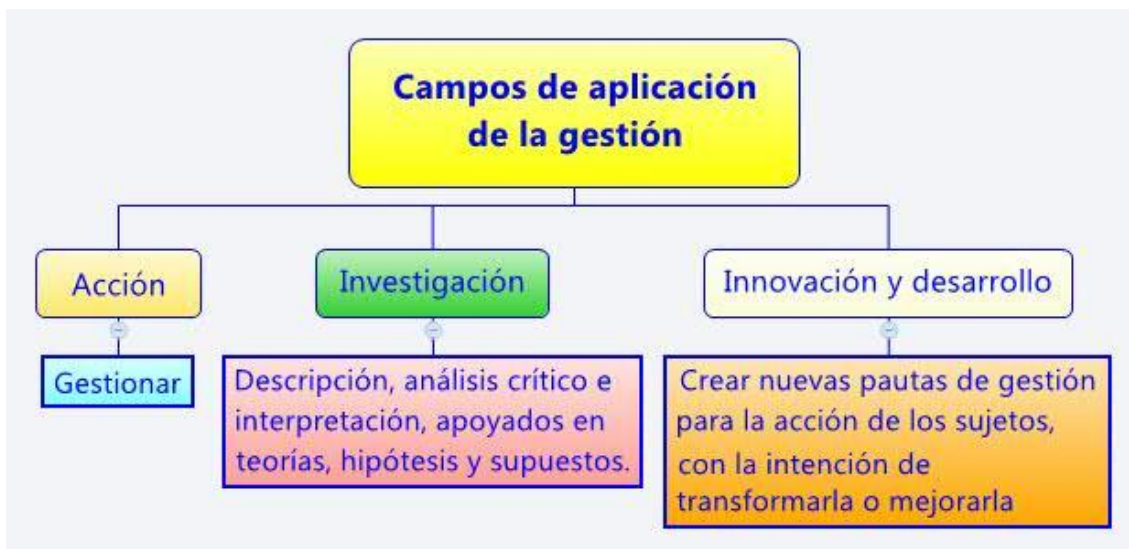 Campos de aplicación
de la gestión
Acción
Investigación
Innovación y desarrollo
Gestionar
Descripción, análisis crítico e
interpretación, apoyados en
teorías, hipótesis y supuestos.
Crear nuevas pautas de gestión
para la acción de los sujetos,
con la intención de
transformarla o mejorarla